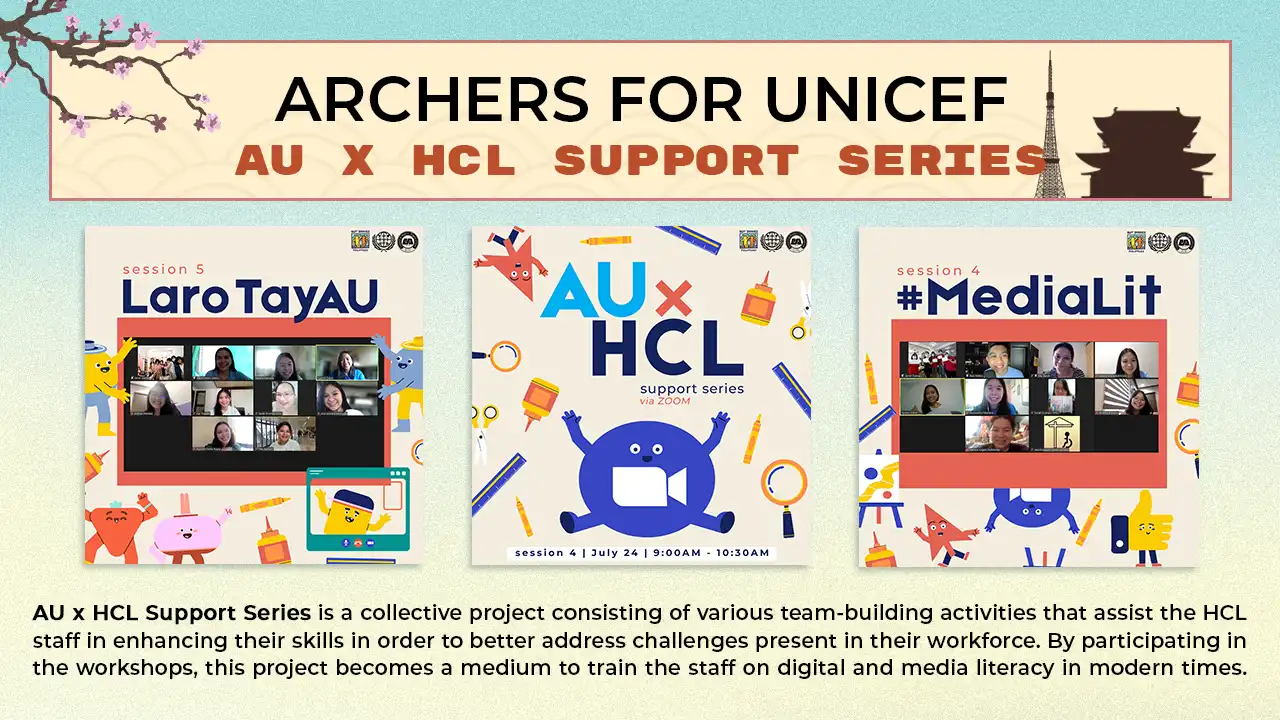 ARCHERS FOR UNICEF
AU X HCL SUPPORT SERIES
session 5
Laro TayAU
AU x
HCL
support series
via ZOOM
session 4 | July 24 | 9:00AM - 10:30AM
session 4
#MediaLit
AU x HCL Support Series is a collective project consisting of various team-building activities that assist the HCL
staff in enhancing their skills in order to better address challenges present in their workforce. By participating in
the workshops, this project becomes a medium to train the staff on digital and media literacy in modern times.